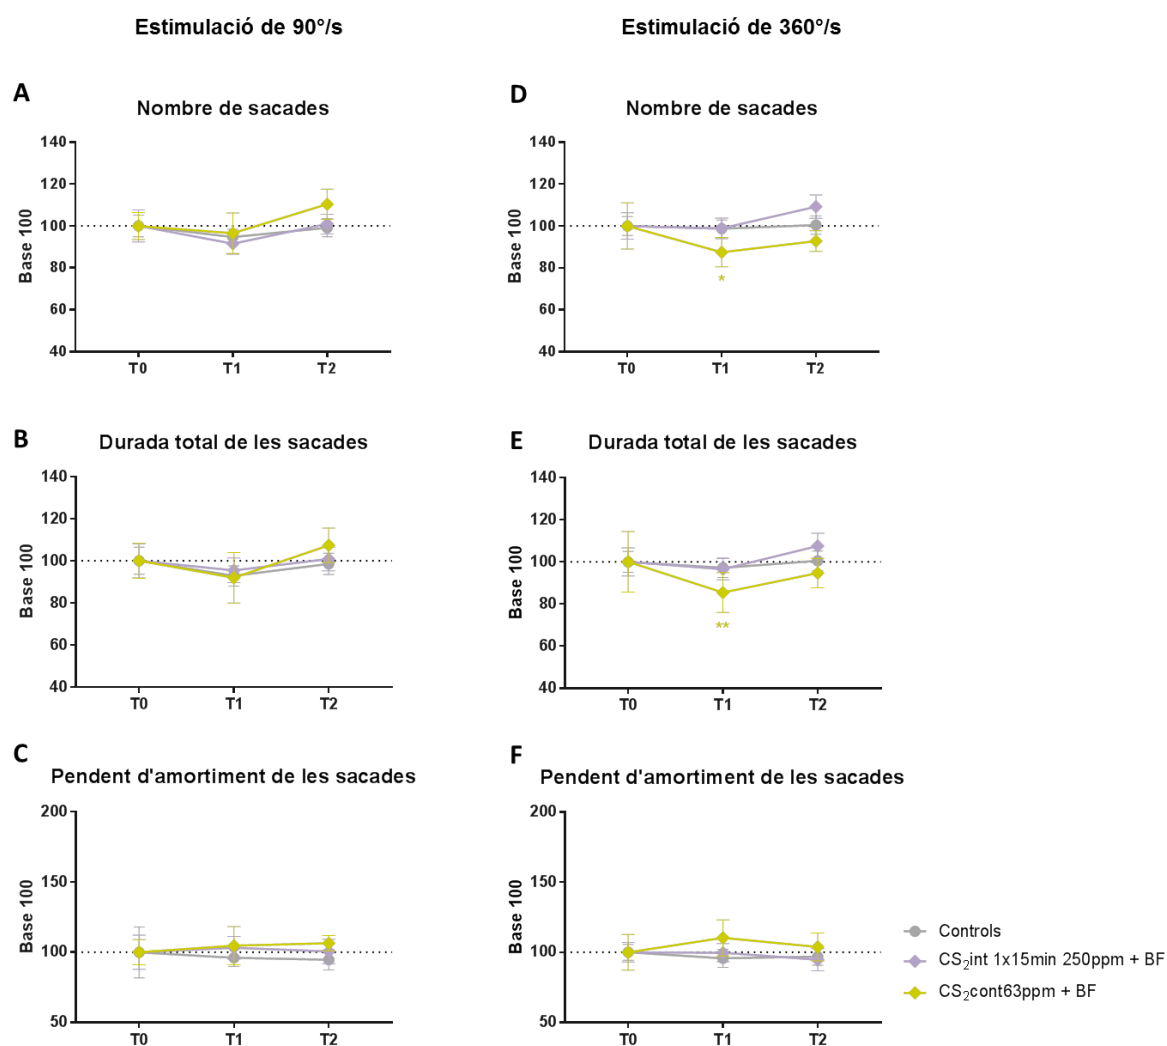 Estimulació de 90°/s
Estimulació de 360°/s
A
Nombre de sacades
140
120
100
80
60
40
Base 100
T0
T1
T2
D
Nombre de sacades
140
120
100
80
60
40
Base 100
*
T0
T1
T2
B
Durada total de les sacades
140
120
100
80
60
40
Base 100
T0
T1
T2
E
Durada total de les sacades
140
120
100
80
60
40
Base 100
**
T0
T1
T2
C
Pendent d'amortiment de les sacades
200
150
100
50
Base 100
T0
T1
T2
F
Pendent d'amortiment de les sacades
200
150
100
50
Base 100
T0
T1
T2
Controls
CS₂int 1x15min 250ppm + BF
CS₂cont63ppm + BF